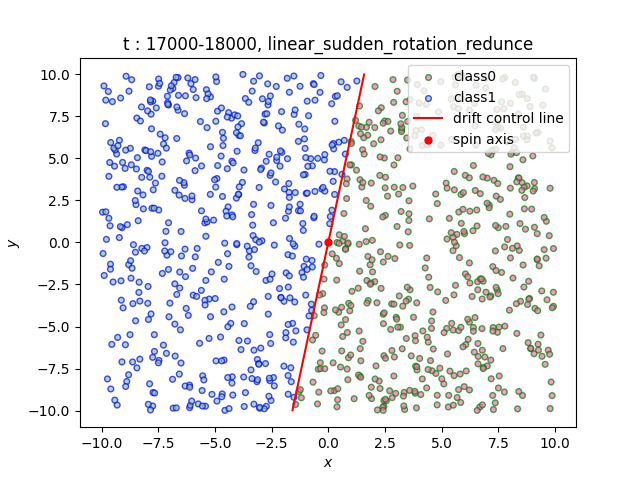 t : 17000-18000, linear_sudden_rotation_redunce
class0
class1
drift control line
spin axis
10.0
7.5
5.0
2.5
0.0
−2.5
−5.0
−7.5
−10.0
y
−10.0 −7.5 −5.0 −2.5 0.0 2.5 5.0 7.5 10.0
x